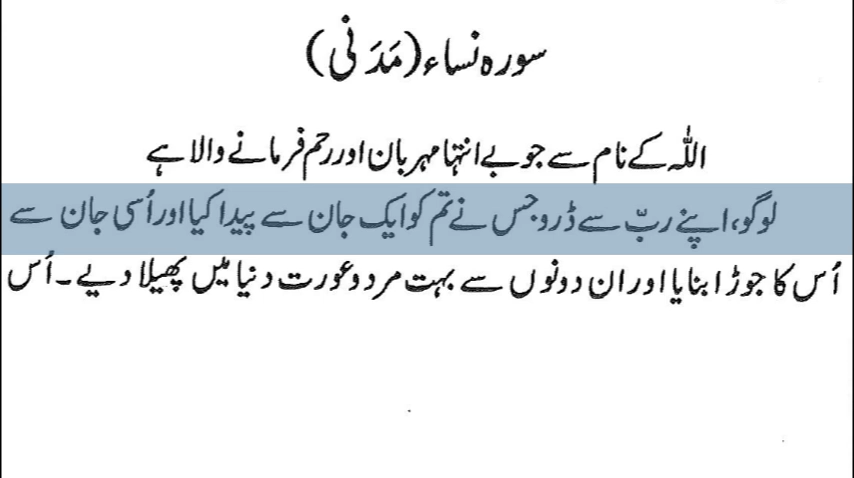 سورہ نساء (مَدَنی)
اللہ کے نام سے جو بے انتہا مہربان اور رحم فرمانے والا ہے
لوگو، اپنے ربّ سے ڈرو جس نے تم کو ایک جان سے پیدا کیا اور اُسی جان سے
اُس کا جوڑا بنایا اور ان دونوں سے بہت مرد و عورت دنیا میں پھیلا دیے۔ اُس